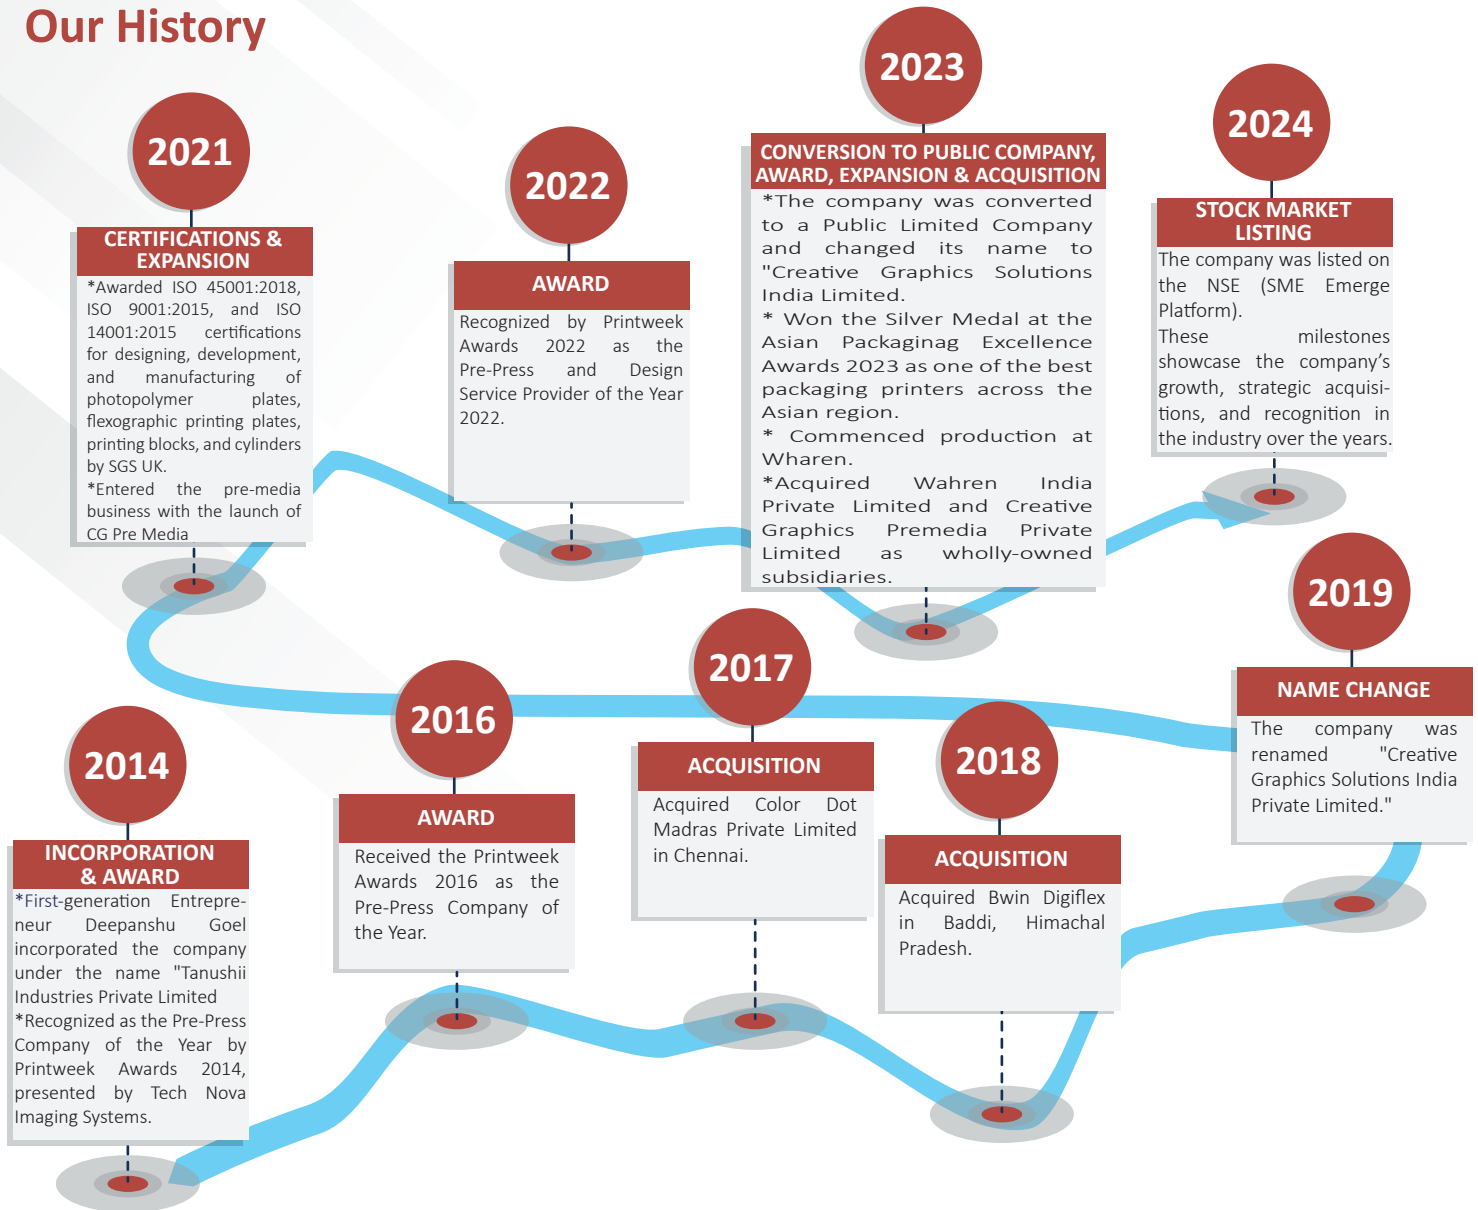 Our History
2021
CERTIFICATIONS &
EXPANSION
*Awarded ISO 45001:2018,
ISO 9001:2015, and ISO
14001:2015 certifications
for designing, development,
and manufacturing of
photopolymer plates,
flexographic printing plates,
printing blocks, and cylinders
by SGS UK.
*Entered the pre-media
business with the launch of
CG Pre Media
2022
AWARD
Recognized by Printweek
Awards 2022 as the
Pre-Press and Design
Service Provider of the Year
2022.
2023
CONVERSION TO PUBLIC COMPANY,
AWARD, EXPANSION & ACQUISITION
*The company was converted
to a Public Limited Company
and changed its name to
"Creative Graphics Solutions
India Limited.
* Won the Silver Medal at the
Asian Packaginag Excellence
Awards 2023 as one of the best
packaging printers across the
Asian region.
* Commenced production at
Wharen.
*Acquired Wahren India
Private Limited and Creative
Graphics Premedia Private
Limited as wholly-owned
subsidiaries.
2024
STOCK MARKET
LISTING
The company was listed on
the NSE (SME Emerge
Platform).
These milestones
showcase the company’s
growth, strategic acquisi-
tions, and recognition in
the industry over the years.
2014
INCORPORATION
& AWARD
*First-generation Entrepre-
neur Deepanshu Goel
incorporated the company
under the name "Tanushii
Industries Private Limited
*Recognized as the Pre-Press
Company of the Year by
Printweek Awards 2014,
presented by Tech Nova
Imaging Systems.
2016
AWARD
Received the Printweek
Awards 2016 as the
Pre-Press Company of
the Year.
2017
ACQUISITION
Acquired Color Dot
Madras Private Limited
in Chennai.
2018
ACQUISITION
Acquired Bwin Digiflex
in Baddi, Himachal
Pradesh.
2019
NAME CHANGE
The company was
renamed "Creative
Graphics Solutions India
Private Limited."